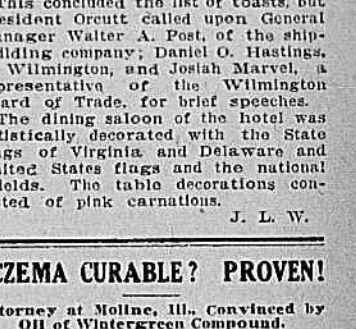 This concluded the list of toasts, but
esident Orcutt called upon General
anager Walter A. Post, of the ship-
ilding company; Daniel O. Hastings,
Wilmington, and Josiah Marvel, a
presentative of the Wilmington
ard of Trade, for brief speeches.
The dining saloon of the hotel was
tistically decorated with the State
gs of Virginia and Delaware and
ited States flags and the national
ields. The table decorations con-
ted of pink carnations.
J. L. W.
CZEMA CURABLE? PROVEN!
torney at Moline, Ill., Convinced by
Oil of Wintergreen Compound.